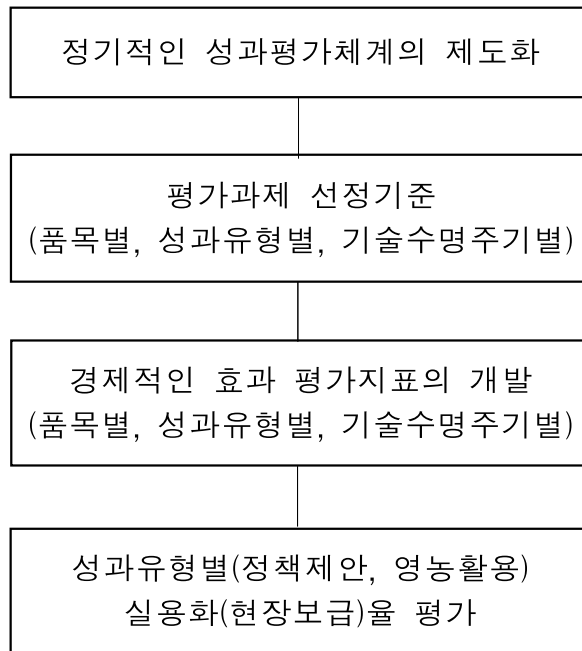 정기적인 성과평가체계의 제도화
평가과제 선정기준
(품목별, 성과유형별, 기술수명주기별)
경제적인 효과 평가지표의 개발
(품목별, 성과유형별, 기술수명주기별)
성과유형별(정책제안, 영농활용)
실용화(현장보급)율 평가